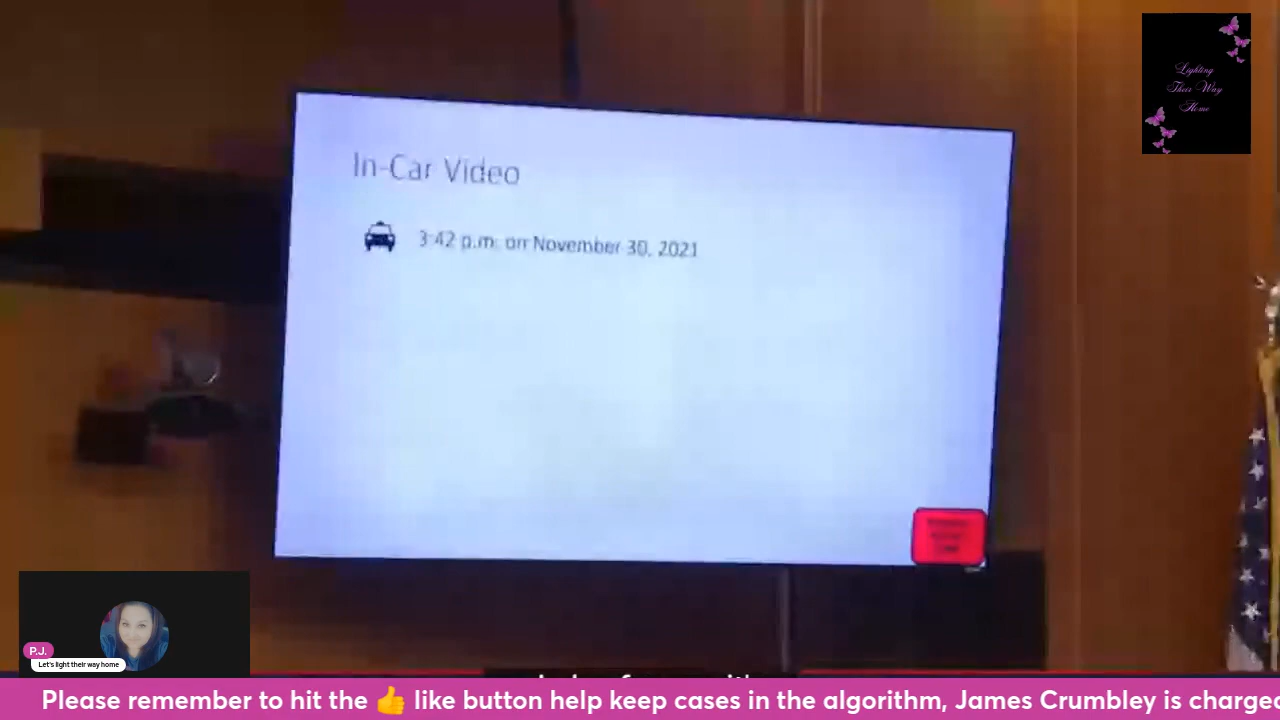 Lighting
Their Way
Home
In-Car Video
3:42 p.m. on November 30, 2021
P.J.
Let's light their way home
Please remember to hit the 👍 like button help keep cases in the algorithm, James Crumbley is charged